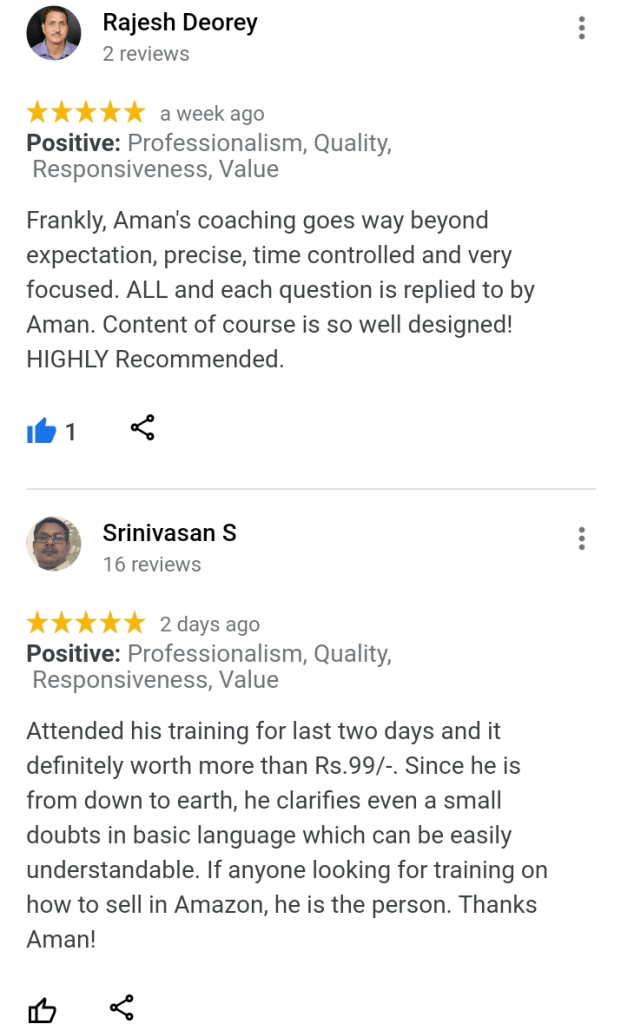 Rajesh Deorey
2 reviews
a week ago
Positive: Professionalism, Quality,
Responsiveness, Value
Frankly, Aman's coaching goes way beyond
expectation, precise, time controlled and very
focused. ALL and each question is replied to by
Aman. Content of course is so well designed!
HIGHLY Recommended.
1
Srinivasan S
16 reviews
2 days ago
Positive: Professionalism, Quality,
Responsiveness, Value
Attended his training for last two days and it
definitely worth more than Rs.99/-. Since he is
from down to earth, he clarifies even a small
doubts in basic language which can be easily
understandable. If anyone looking for training on
how to sell in Amazon, he is the person. Thanks
Aman!